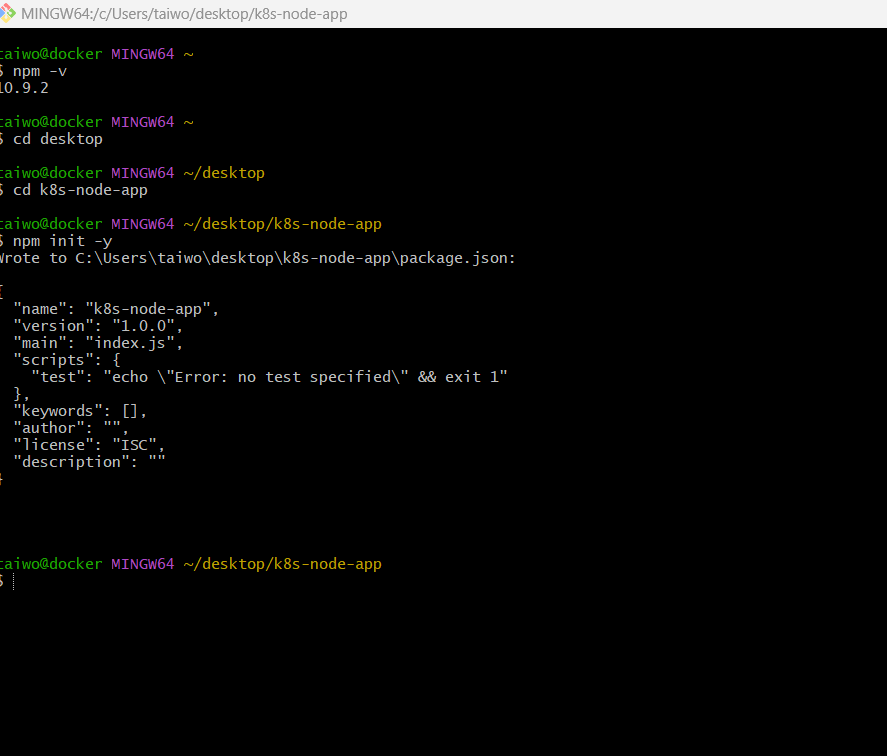 MINGW64:/c/Users/taiwo/desktop/k8s-node-app
taiwo@docker MINGW64 ~
$ npm -v
10.9.2
taiwo@docker MINGW64 ~
$ cd desktop
taiwo@docker MINGW64 ~/desktop
$ cd k8s-node-app
taiwo@docker MINGW64 ~/desktop/k8s-node-app
$ npm init -y
Wrote to C:\Users\taiwo\desktop\k8s-node-app\package.json:
{
  "name": "k8s-node-app",
  "version": "1.0.0",
  "main": "index.js",
  "scripts": {
    "test": "echo \"Error: no test specified\" && exit 1"
  },
  "keywords": [],
  "author": "",
  "license": "ISC",
  "description": ""
}
taiwo@docker MINGW64 ~/desktop/k8s-node-app
$